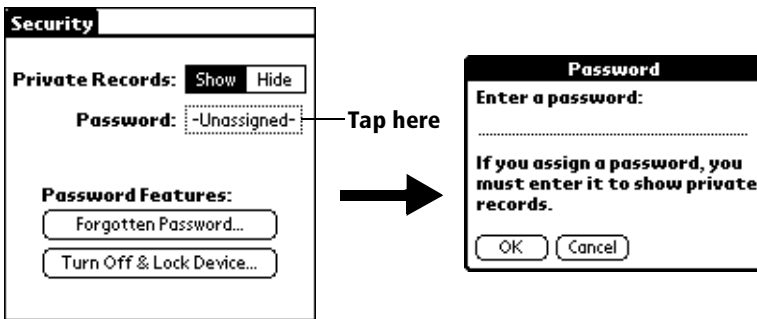 Security
Private Records: Show Hide
Password: -Unassigned-
Tap here
Password Features:
Forgotten Password...
Turn Off & Lock Device...
Password
Enter a password:
If you assign a password, you
must enter it to show private
records.
OK Cancel